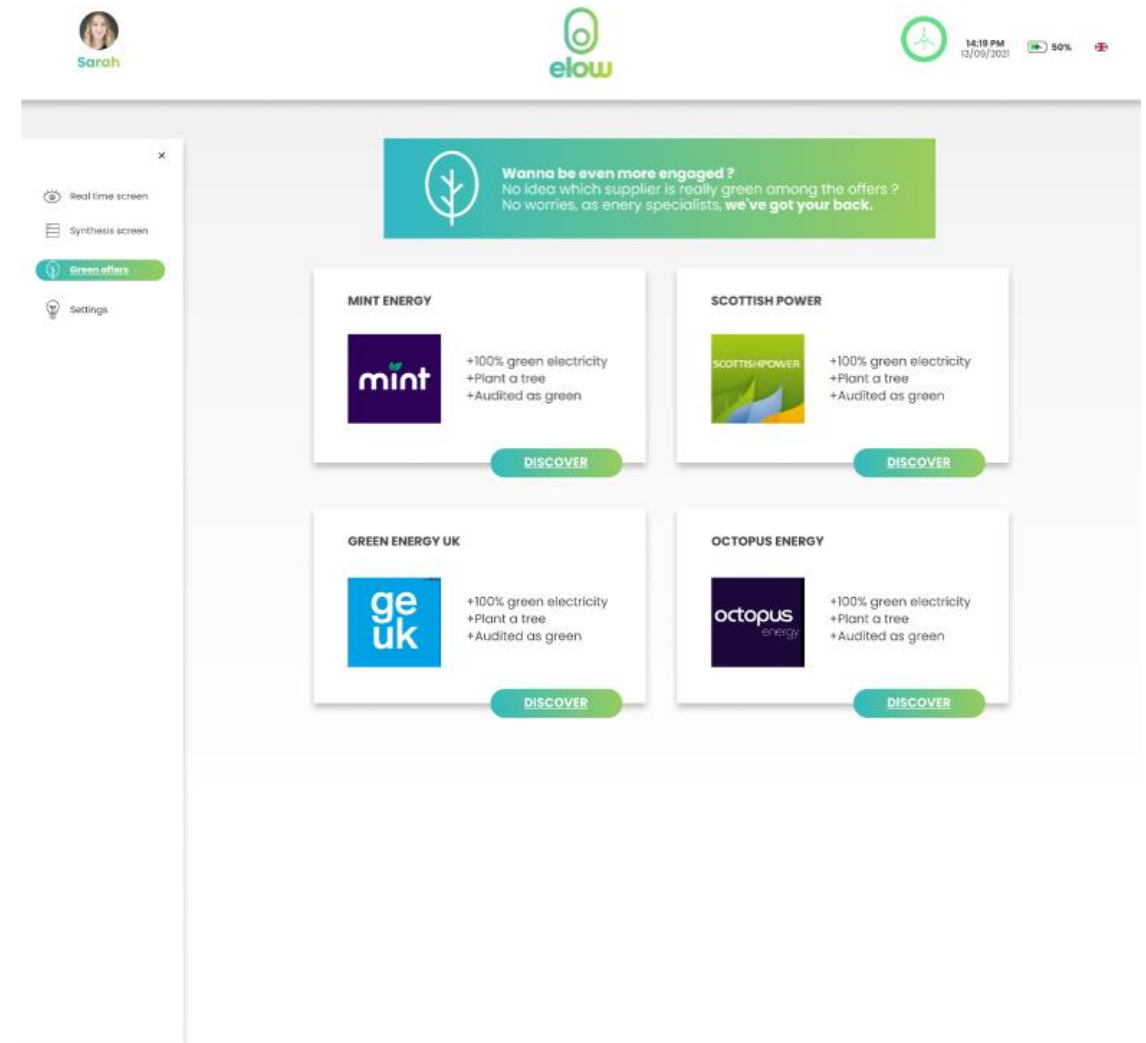 Sarah
elow
14:19 PM
13/09/2021
50%
×
Real time screen
Synthesis screen
Green offers
Settings
Wanna be even more engaged ?
No idea which supplier is really green among the offers ?
No worries, as enery specialists, we've got your back.
MINT ENERGY
mint
+100% green electricity
+Plant a tree
+Audited as green
DISCOVER
SCOTTISH POWER
SCOTTISHPOWER
+100% green electricity
+Plant a tree
+Audited as green
DISCOVER
GREEN ENERGY UK
ge
uk
+100% green electricity
+Plant a tree
+Audited as green
DISCOVER
OCTOPUS ENERGY
octopus
energy
+100% green electricity
+Plant a tree
+Audited as green
DISCOVER